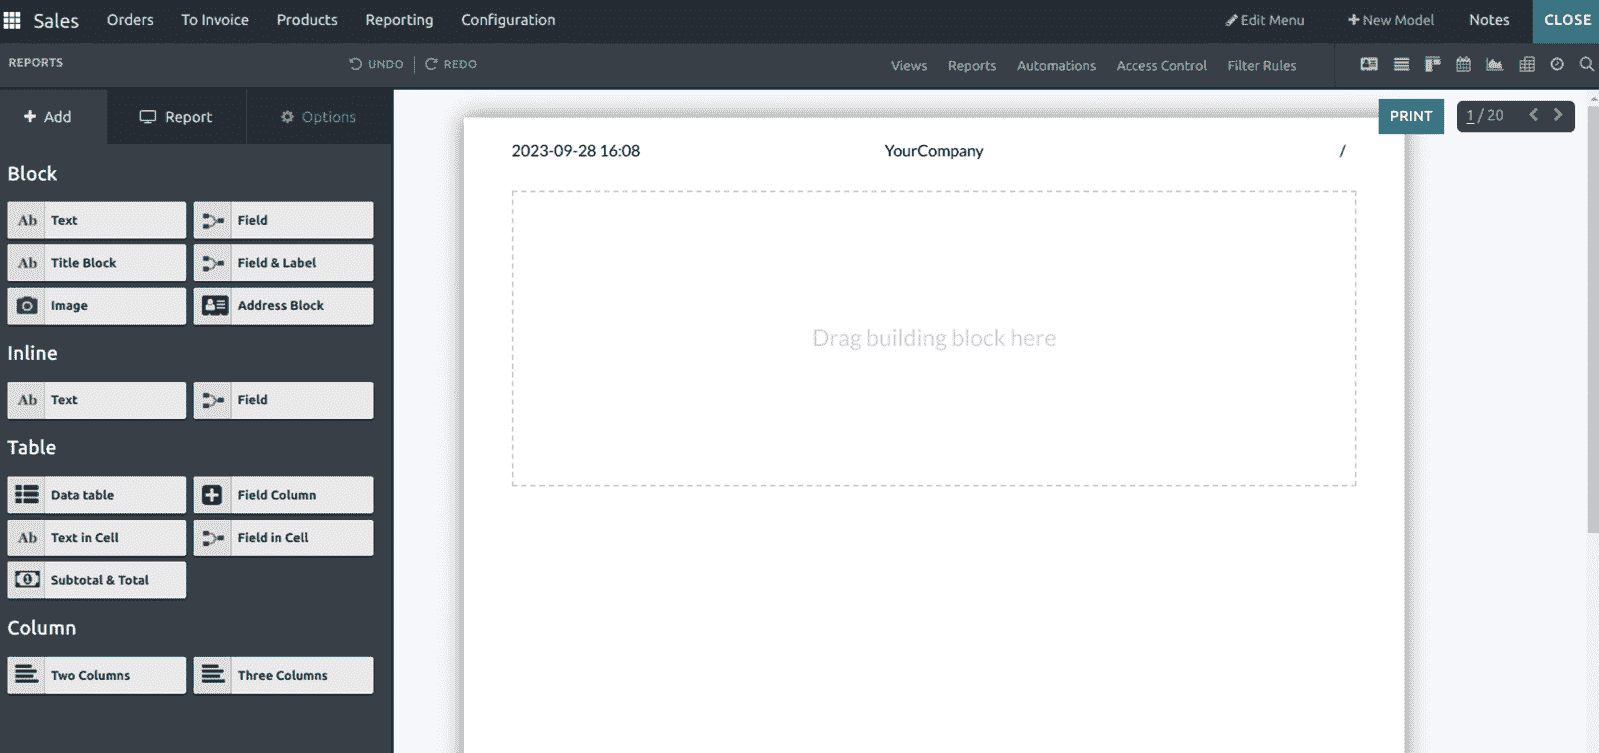 Sales Orders To Invoice Products Reporting Configuration Edit Menu New Model Notes CLOSE
REPORTS UNDO REDO Views Reports Automations Access Control Filter Rules
Add Report Options
PRINT 1 / 20
2023-09-28 16:08 YourCompany /
Block
Ab Text Field
Ab Title Block Field & Label
Image Address Block
Drag building block here
Inline
Ab Text Field
Table
Data table Field Column
Ab Text in Cell Field in Cell
Subtotal & Total
Column
Two Columns Three Columns